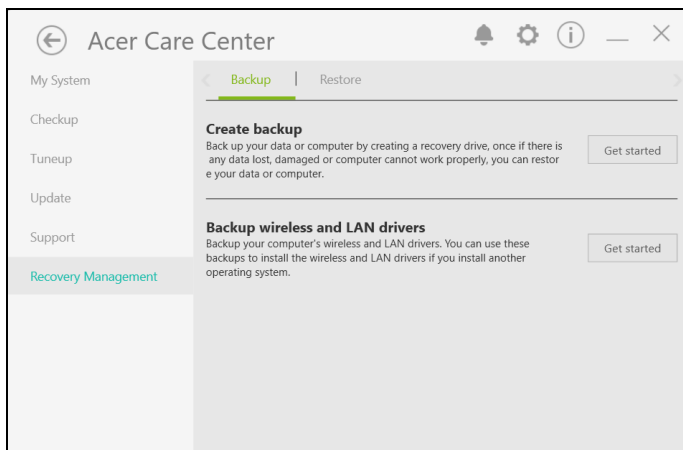 Acer Care Center
My System
Backup | Restore
Checkup
Create backup
Back up your data or computer by creating a recovery drive, once if there is
any data lost, damaged or computer cannot work properly, you can restor
e your data or computer.
Get started
Tuneup
Update
Support
Backup wireless and LAN drivers
Backup your computer's wireless and LAN drivers. You can use these
backups to install the wireless and LAN drivers if you install another
operating system.
Get started
Recovery Management